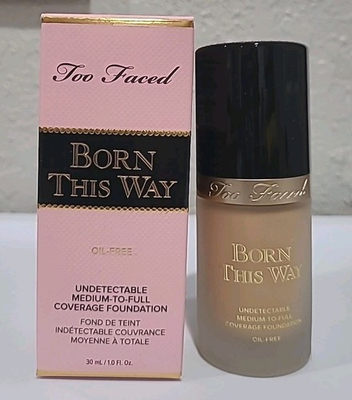 Too Faced
BORN
THIS WAY
OIL-FREE
UNDETECTABLE
MEDIUM-TO-FULL
COVERAGE FOUNDATION
FOND DE TEINT
INDÉTECTABLE COUVRANCE
MOYENNE À TOTALE
30 mL / 1.0 Fl. Oz.
Too Faced
BORN
THIS WAY
UNDETECTABLE
MEDIUM TO FULL
COVERAGE FOUNDATION
OIL FREE